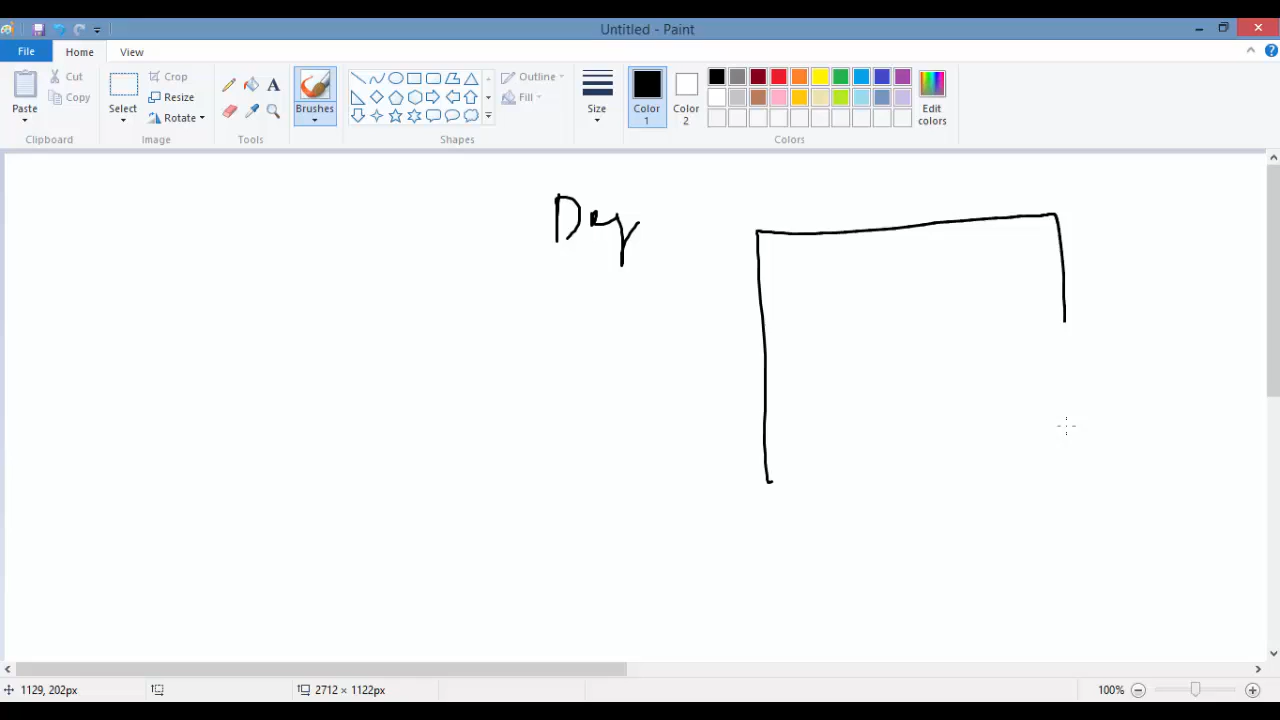 Untitled - Paint
File Home View
Paste
Cut
Copy
Clipboard
Select
Crop
Resize
Rotate
Image
Tools
Brushes
Shapes
Outline
Fill
Size
Color 1
Color 2
Edit colors
Colors
1129, 202px
2712 × 1122px
100%